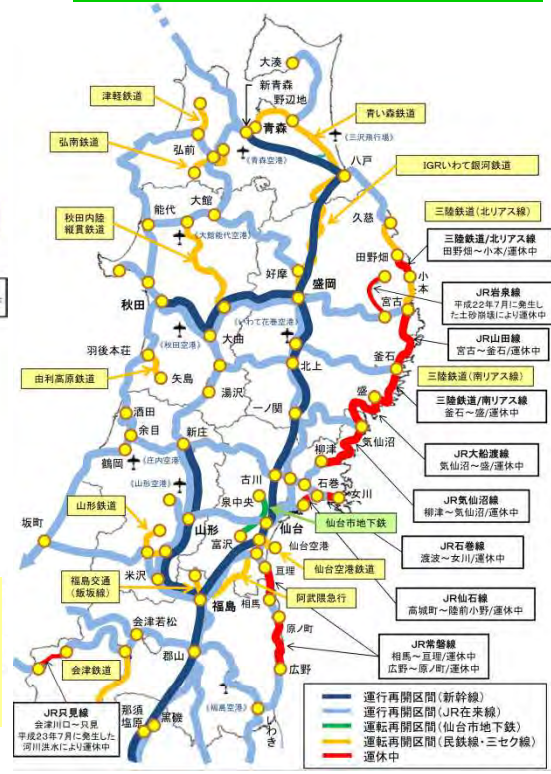 大湊
新青森
野辺地
津軽鉄道
青森
青い森鉄道
(三沢飛行場)
弘南鉄道
弘前
(青森空港)
八戸
IGRいわて銀河鉄道
大館
能代
久慈
秋田内陸
縦貫鉄道
(大館能代空港)
三陸鉄道(北リアス線)
田野畑
三陸鉄道/北リアス線
田野畑~小本/運休中
好摩
小本
盛岡
JR岩泉線
平成22年7月に発生し
た土砂崩壊により運休中
秋田
宮古
(いわて花巻空港)
(秋田空港)
大曲
JR山田線
宮古~釜石/運休中
羽後本荘
北上
釜石
三陸鉄道(南リアス線)
由利高原鉄道
矢島
湯沢
盛
三陸鉄道/南リアス線
釜石~盛/運休中
一ノ関
酒田
余目
新庄
気仙沼
JR大船渡線
気仙沼~盛/運休中
鶴岡
(庄内空港)
柳津
(山形空港)
古川
石巻
女川
JR気仙沼線
柳津~気仙沼/運休中
山形鉄道
泉中央
坂町
山形
仙台
仙台市地下鉄
JR石巻線
渡波~女川/運休中
富沢
仙台空港
福島交通
(飯坂線)
米沢
仙台空港鉄道
亘理
JR仙石線
高城町~陸前小野/運休中
福島
相馬
阿武隈急行
会津若松
原ノ町
JR常磐線
相馬~亘理/運休中
広野~原ノ町/運休中
会津鉄道
郡山
広野
JR只見線
会津川口~只見
平成23年7月に発生した
河川洪水により運休中
那須
塩原
黒磯
(福島空港)
いわき
運行再開区間(新幹線)
運行再開区間(JR在来線)
運転再開区間(仙台市地下鉄)
運転再開区間(民鉄線・三セク線)
運休中